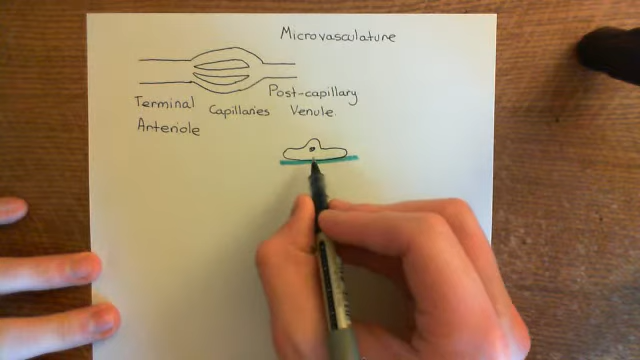 Microvasculature
Terminal
Arteriole
Capillaries
Post-capillary
Venule.